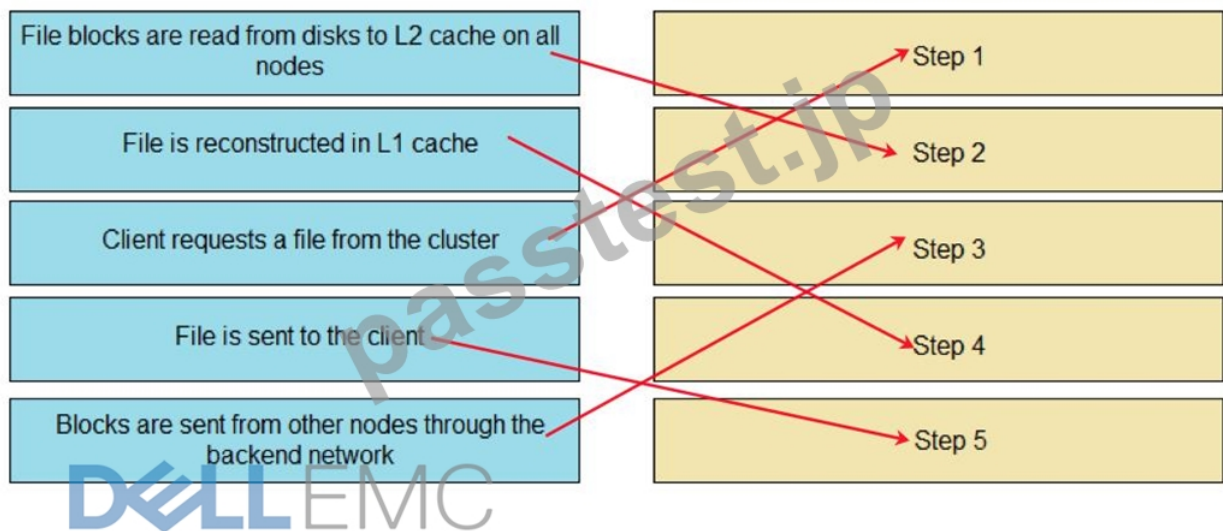 File blocks are read from disks to L2 cache on all
nodes
Step 1
File is reconstructed in L1 cache
Step 2
Client requests a file from the cluster
Step 3
File is sent to the client
Step 4
Blocks are sent from other nodes through the
backend network
Step 5
passtest.jp
DELL EMC